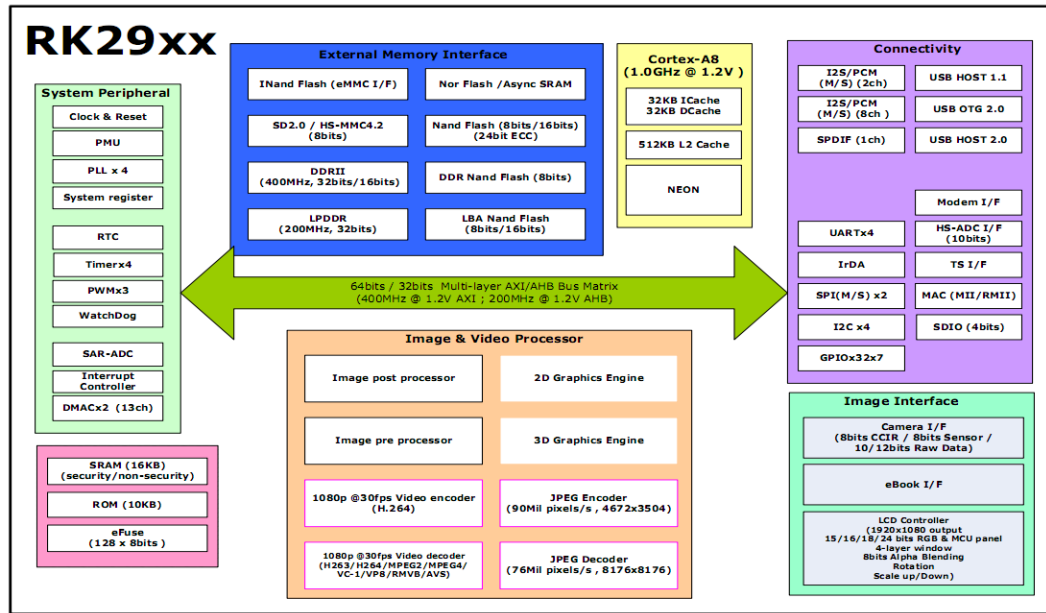 RK29xx
System Peripheral
Clock & Reset
PMU
PLL x 4
System register
RTC
Timerx4
PWMx3
WatchDog
SAR-ADC
Interrupt
Controller
DMACx2 (13ch)
SRAM (16KB)
(security/non-security)
ROM (10KB)
eFuse
(128 x 8bits )
External Memory Interface
INand Flash (eMMC I/F)
Nor Flash /Async SRAM
SD2.0 / HS-MMC4.2
(8bits)
Nand Flash (8bits/16bits)
(24bit ECC)
DDRII
(400MHz, 32bits/16bits)
DDR Nand Flash (8bits)
LPDDR
(200MHz, 32bits)
LBA Nand Flash
(8bits/16bits)
Cortex-A8
(1.0GHz @ 1.2V )
32KB ICache
32KB DCache
512KB L2 Cache
NEON
64bits / 32bits  Multi-layer AXI/AHB Bus Matrix
(400MHz @ 1.2V AXI ; 200MHz @ 1.2V AHB)
Image & Video Processor
Image post processor
2D Graphics Engine
Image pre processor
3D Graphics Engine
1080p @30fps Video encoder
(H.264)
JPEG Encoder
(90Mil pixels/s , 4672x3504)
1080p @30fps Video decoder
(H263/H264/MPEG2/MPEG4/
VC-1/VP8/RMVB/AVS)
JPEG Decoder
(76Mil pixels/s , 8176x8176)
Connectivity
I2S/PCM
(M/S) (2ch)
USB HOST 1.1
I2S/PCM
(M/S) (8ch )
USB OTG 2.0
SPDIF (1ch)
USB HOST 2.0
Modem I/F
UARTx4
HS-ADC I/F
(10bits)
IrDA
TS I/F
SPI(M/S) x2
MAC (MII/RMII)
I2C x4
SDIO (4bits)
GPIOx32x7
Image Interface
Camera I/F
(8bits CCIR / 8bits Sensor /
10/12bits Raw Data)
eBook I/F
LCD Controller
(1920x1080 output
15/16/18/24 bits RGB & MCU panel
4-layer window
8bits Alpha Blending
Rotation
Scale up/Down)